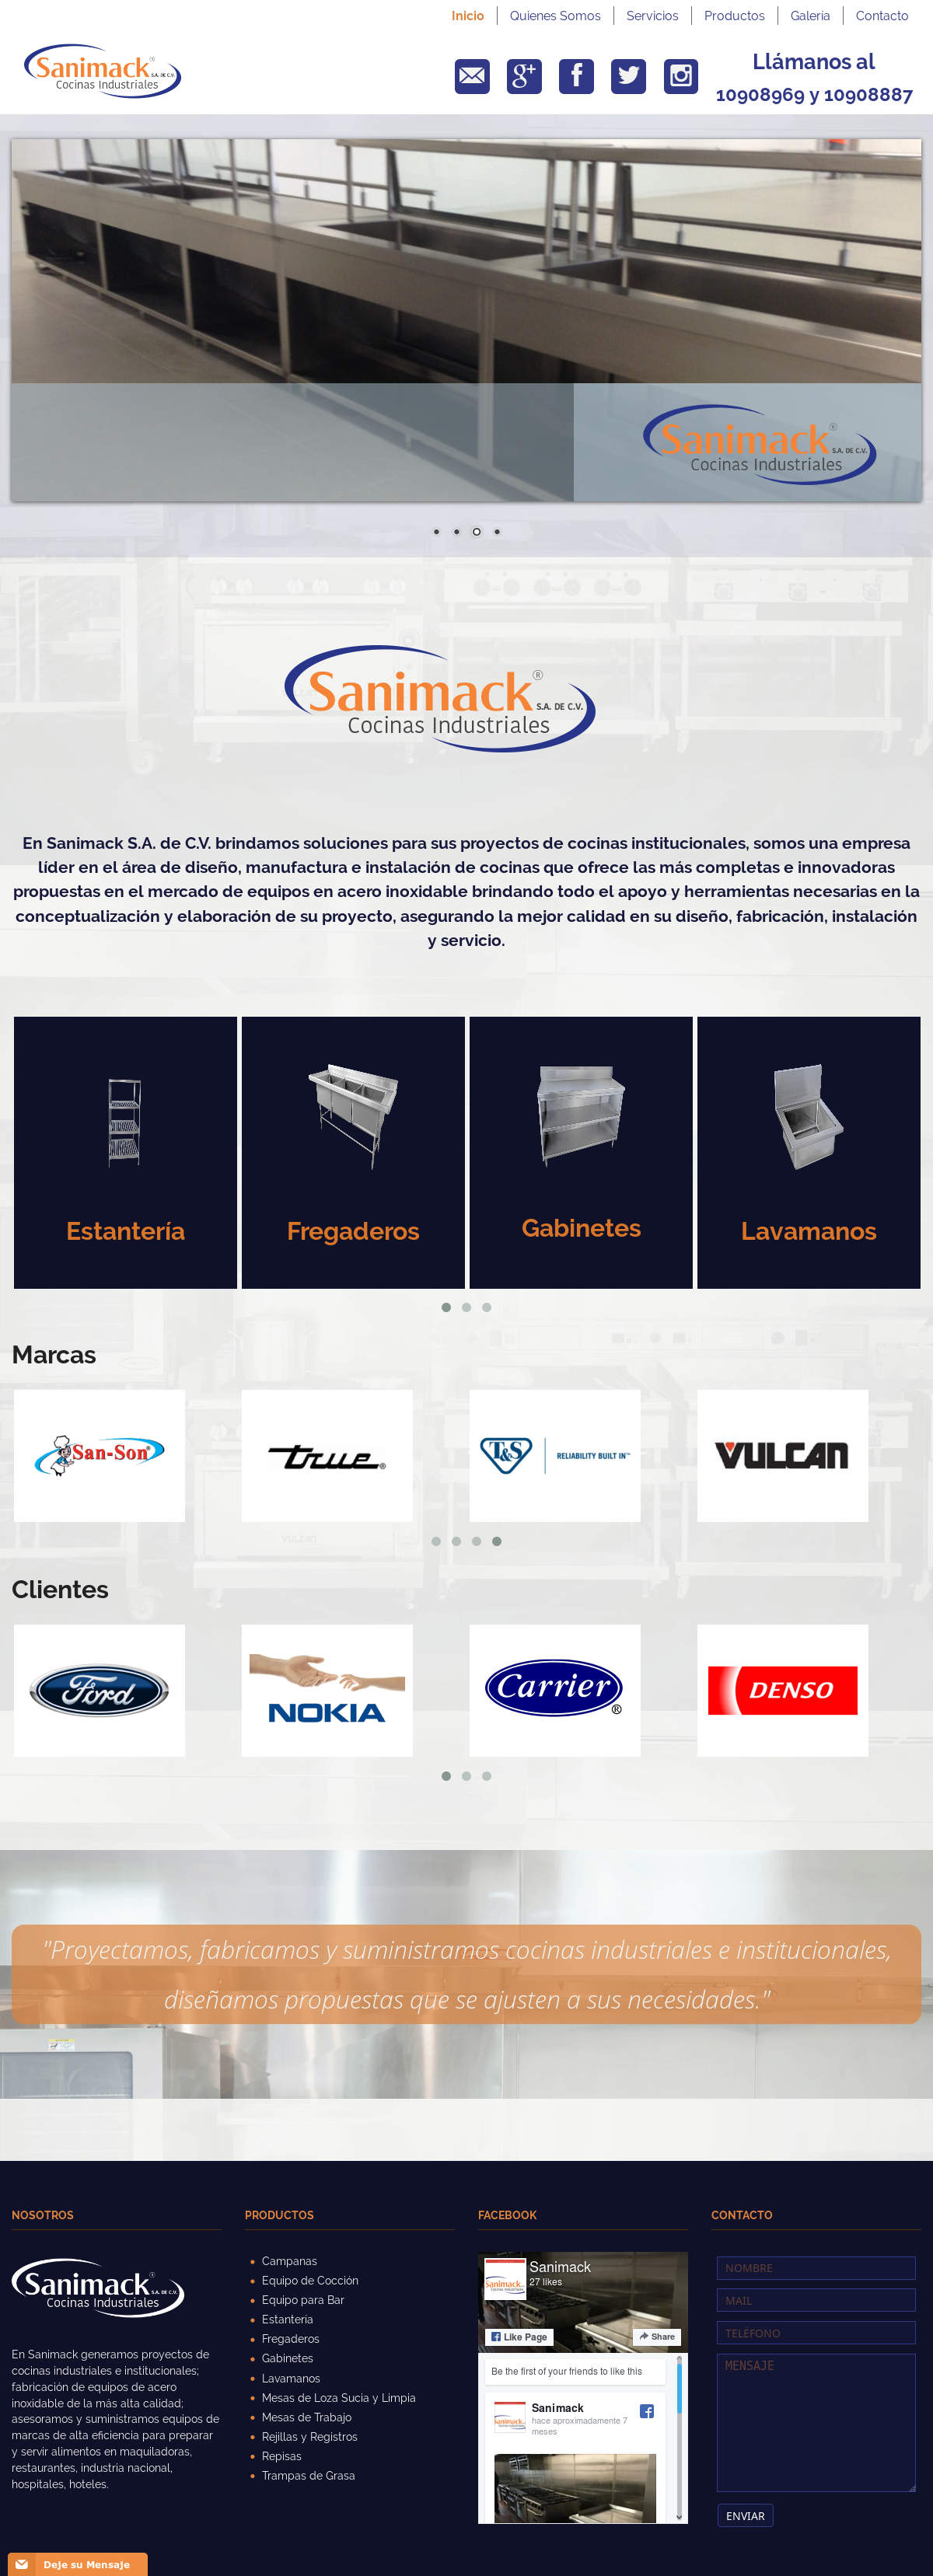 Inicio
Quienes Somos
Servicios
Productos
Galería
Contacto
Sanimack®
S.A. DE C.V.
Cocinas Industriales
Llámanos al
10908969 y 10908887
Sanimack®
S.A. DE C.V.
Cocinas Industriales
Sanimack®
S.A. DE C.V.
Cocinas Industriales
En Sanimack S.A. de C.V. brindamos soluciones para sus proyectos de cocinas institucionales, somos una empresa
líder en el área de diseño, manufactura e instalación de cocinas que ofrece las más completas e innovadoras
propuestas en el mercado de equipos en acero inoxidable brindando todo el apoyo y herramientas necesarias en la
conceptualización y elaboración de su proyecto, asegurando la mejor calidad en su diseño, fabricación, instalación
y servicio.
Estantería
Fregaderos
Gabinetes
Lavamanos
Marcas
San-Son®
true®
T&S
RELIABILITY BUILT IN™
VULCAN
Clientes
Ford
NOKIA
Carrier®
DENSO
"Proyectamos, fabricamos y suministramos cocinas industriales e institucionales,
diseñamos propuestas que se ajusten a sus necesidades."
NOSOTROS
Sanimack®
S.A. DE C.V.
Cocinas Industriales
En Sanimack generamos proyectos de
cocinas industriales e institucionales;
fabricación de equipos de acero
inoxidable de la más alta calidad;
asesoramos y suministramos equipos de
marcas de alta eficiencia para preparar
y servir alimentos en maquiladoras,
restaurantes, industria nacional,
hospitales, hoteles.
PRODUCTOS
Campanas
Equipo de Cocción
Equipo para Bar
Estantería
Fregaderos
Gabinetes
Lavamanos
Mesas de Loza Sucia y Limpia
Mesas de Trabajo
Rejillas y Registros
Repisas
Trampas de Grasa
FACEBOOK
Sanimack
27 likes
Like Page
Share
Be the first of your friends to like this
Sanimack
hace aproximadamente 7
meses
CONTACTO
NOMBRE
MAIL
TELÉFONO
MENSAJE
ENVIAR
Deje su Mensaje